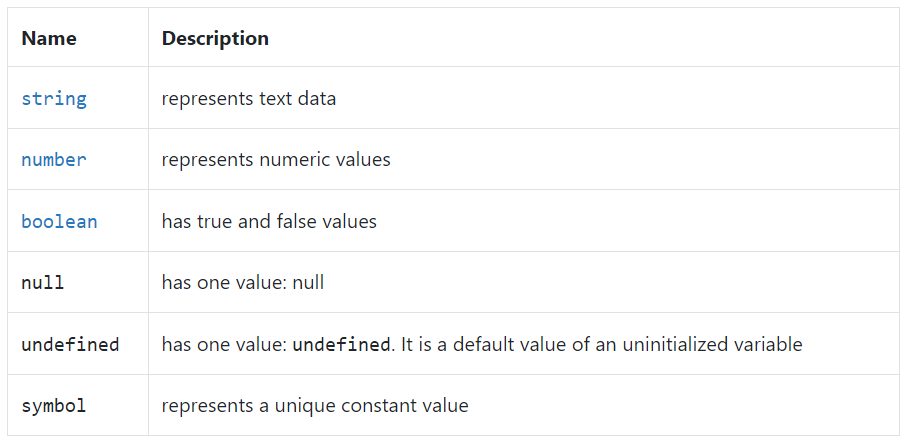 Name Description
string represents text data
number represents numeric values
boolean has true and false values
null has one value: null
undefined has one value: undefined. It is a default value of an uninitialized variable
symbol represents a unique constant value